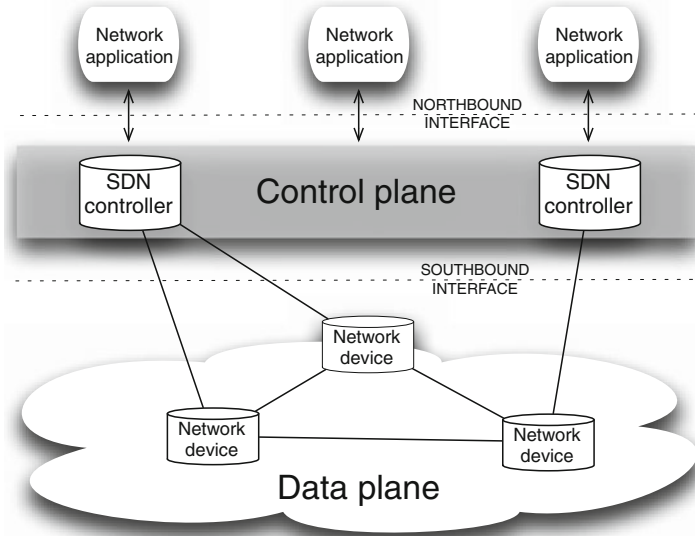 Network
application
Network
application
Network
application
NORTHBOUND
INTERFACE
SDN
controller
Control plane
SDN
controller
SOUTHBOUND
INTERFACE
Network
device
Network
device
Network
device
Data plane